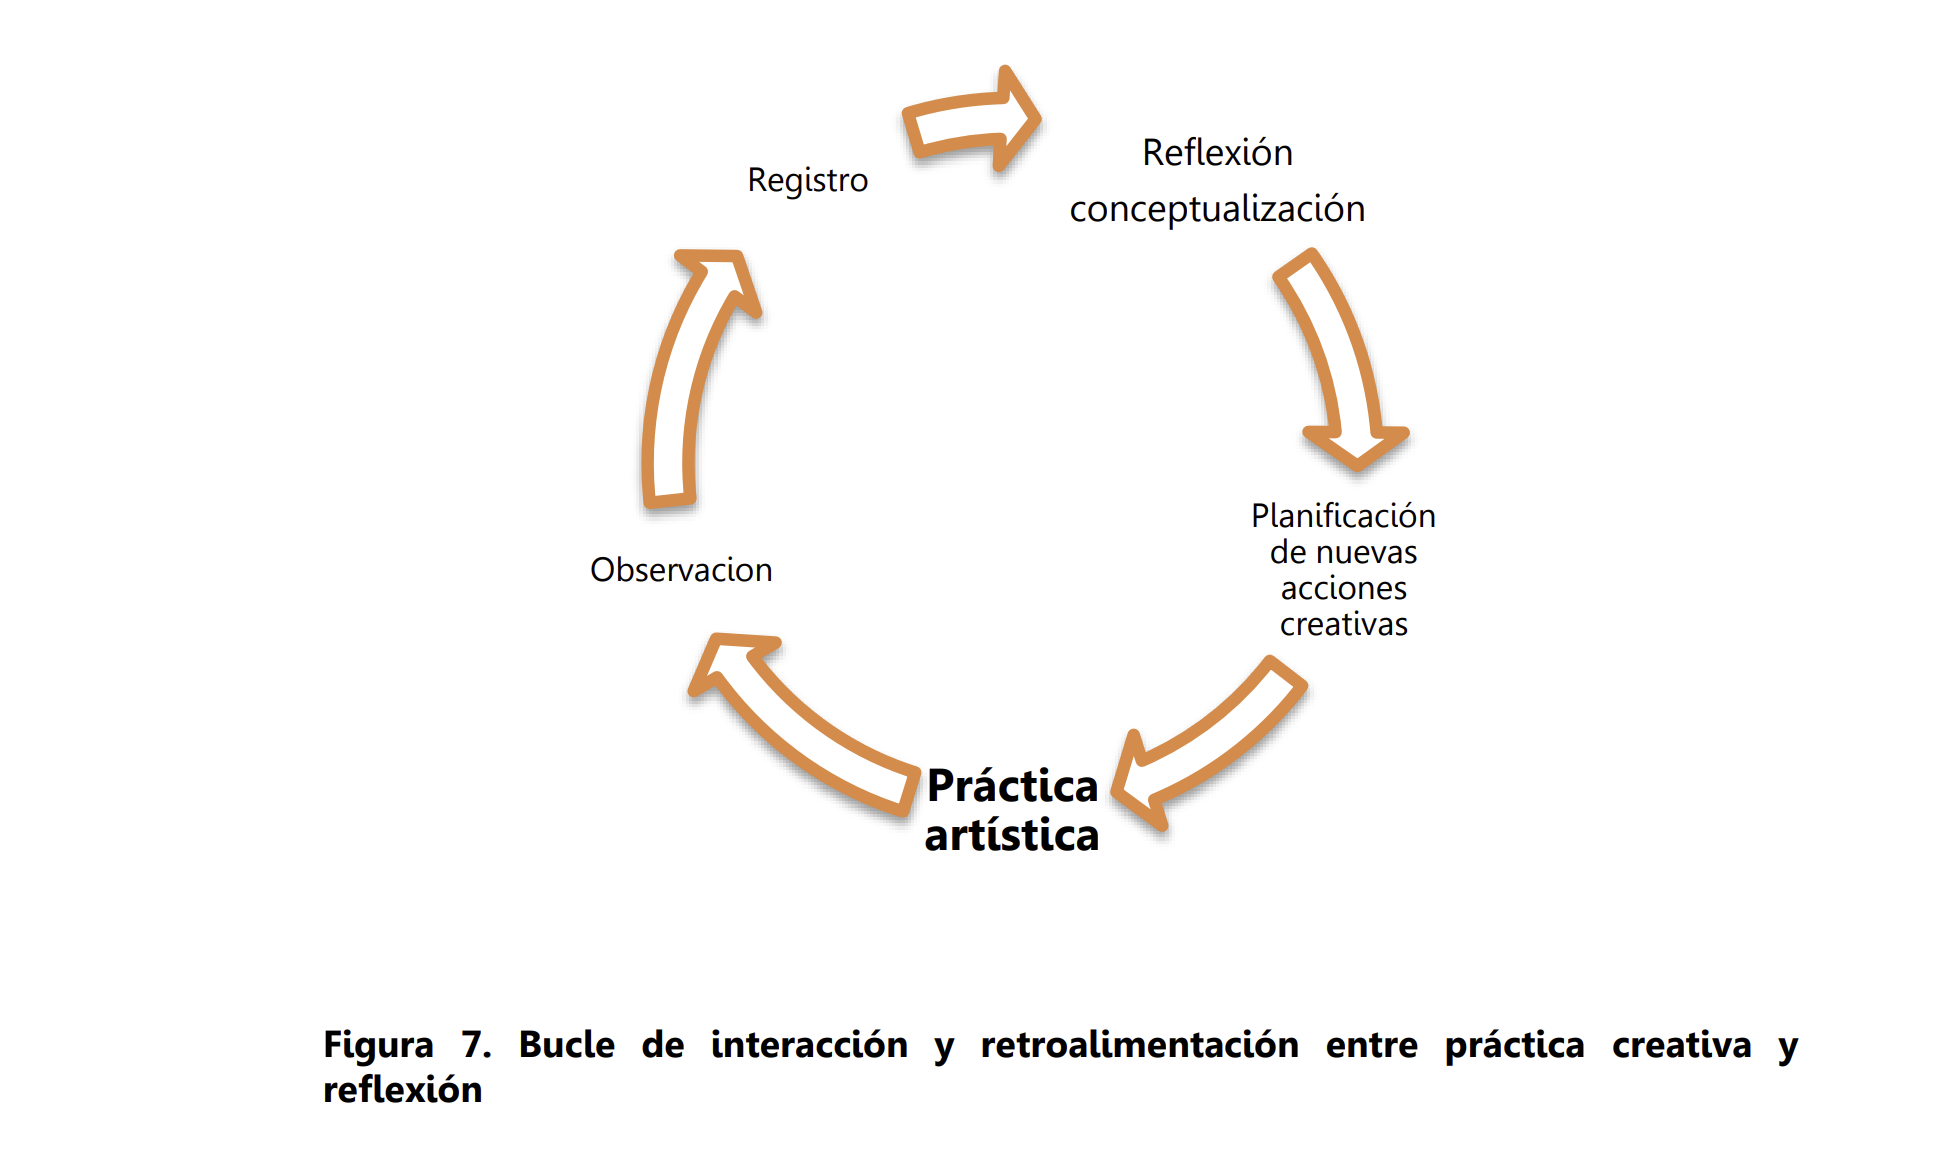 Registro
Reflexión
conceptualización
Planificación
de nuevas
acciones
creativas
Práctica
artística
Observacion
Figura 7. Bucle de interacción y retroalimentación entre práctica creativa y
reflexión